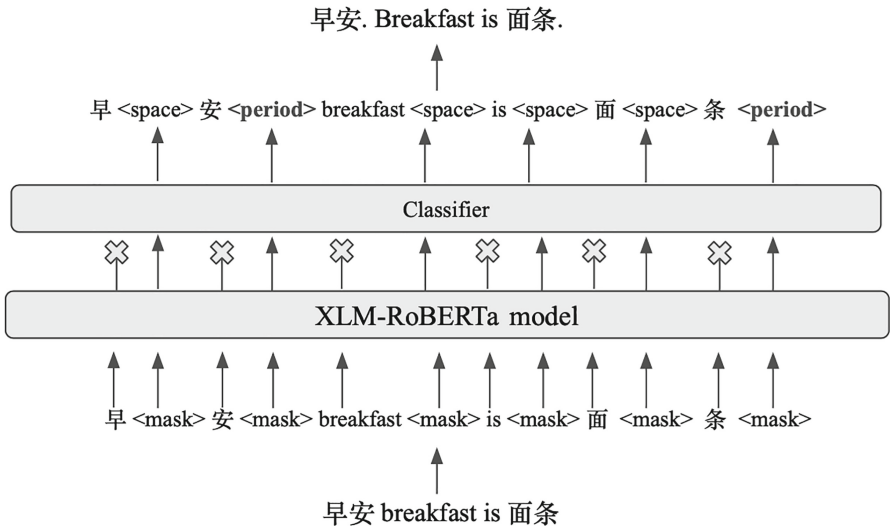 早安. Breakfast is 面条.
早 <space> 安 <period> breakfast <space> is <space> 面 <space> 条 <period>
Classifier
XLM-RoBERTa model
早 <mask> 安 <mask> breakfast <mask> is <mask> 面 <mask> 条 <mask>
早安 breakfast is 面条